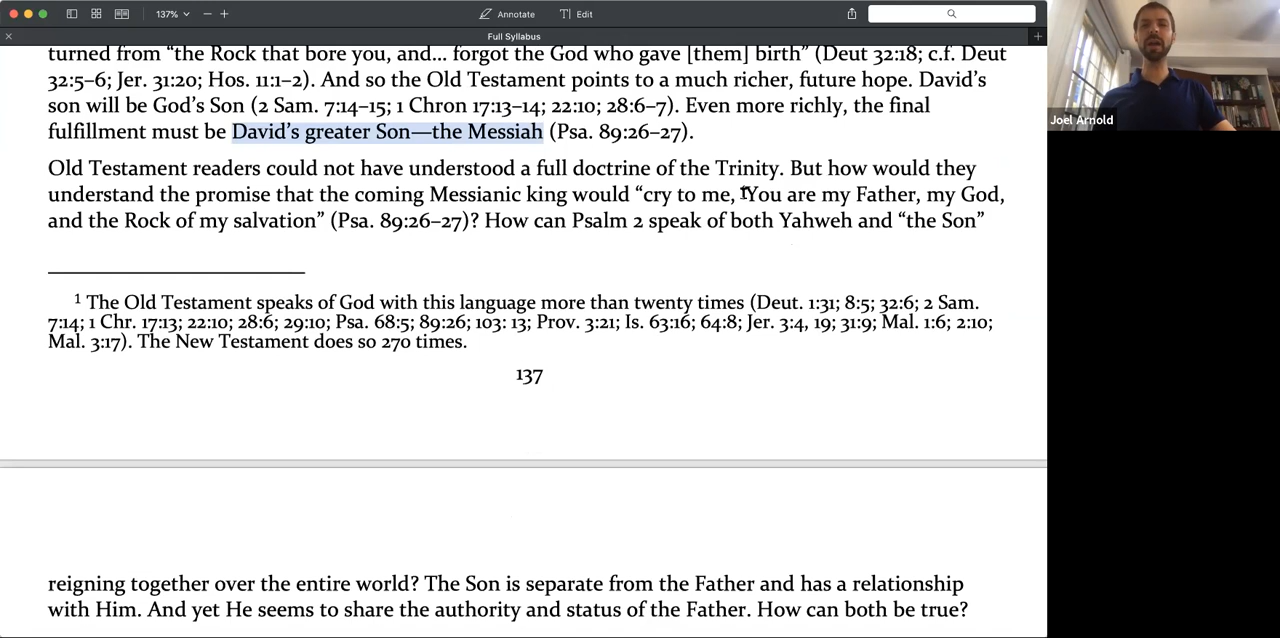 137%
Annotate
Edit
Full Syllabus
turned from “the Rock that bore you, and... forgot the God who gave [them] birth” (Deut 32:18; c.f. Deut
32:5–6; Jer. 31:20; Hos. 11:1–2). And so the Old Testament points to a much richer, future hope. David’s
son will be God’s Son (2 Sam. 7:14–15; 1 Chron 17:13–14; 22:10; 28:6–7). Even more richly, the final
fulfillment must be David’s greater Son—the Messiah (Psa. 89:26–27).
Old Testament readers could not have understood a full doctrine of the Trinity. But how would they
understand the promise that the coming Messianic king would “cry to me, ‘You are my Father, my God,
and the Rock of my salvation” (Psa. 89:26–27)? How can Psalm 2 speak of both Yahweh and “the Son”
1 The Old Testament speaks of God with this language more than twenty times (Deut. 1:31; 8:5; 32:6; 2 Sam.
7:14; 1 Chr. 17:13; 22:10; 28:6; 29:10; Psa. 68:5; 89:26; 103: 13; Prov. 3:21; Is. 63:16; 64:8; Jer. 3:4, 19; 31:9; Mal. 1:6; 2:10;
Mal. 3:17). The New Testament does so 270 times.
137
reigning together over the entire world? The Son is separate from the Father and has a relationship
with Him. And yet He seems to share the authority and status of the Father. How can both be true?
Joel Arnold